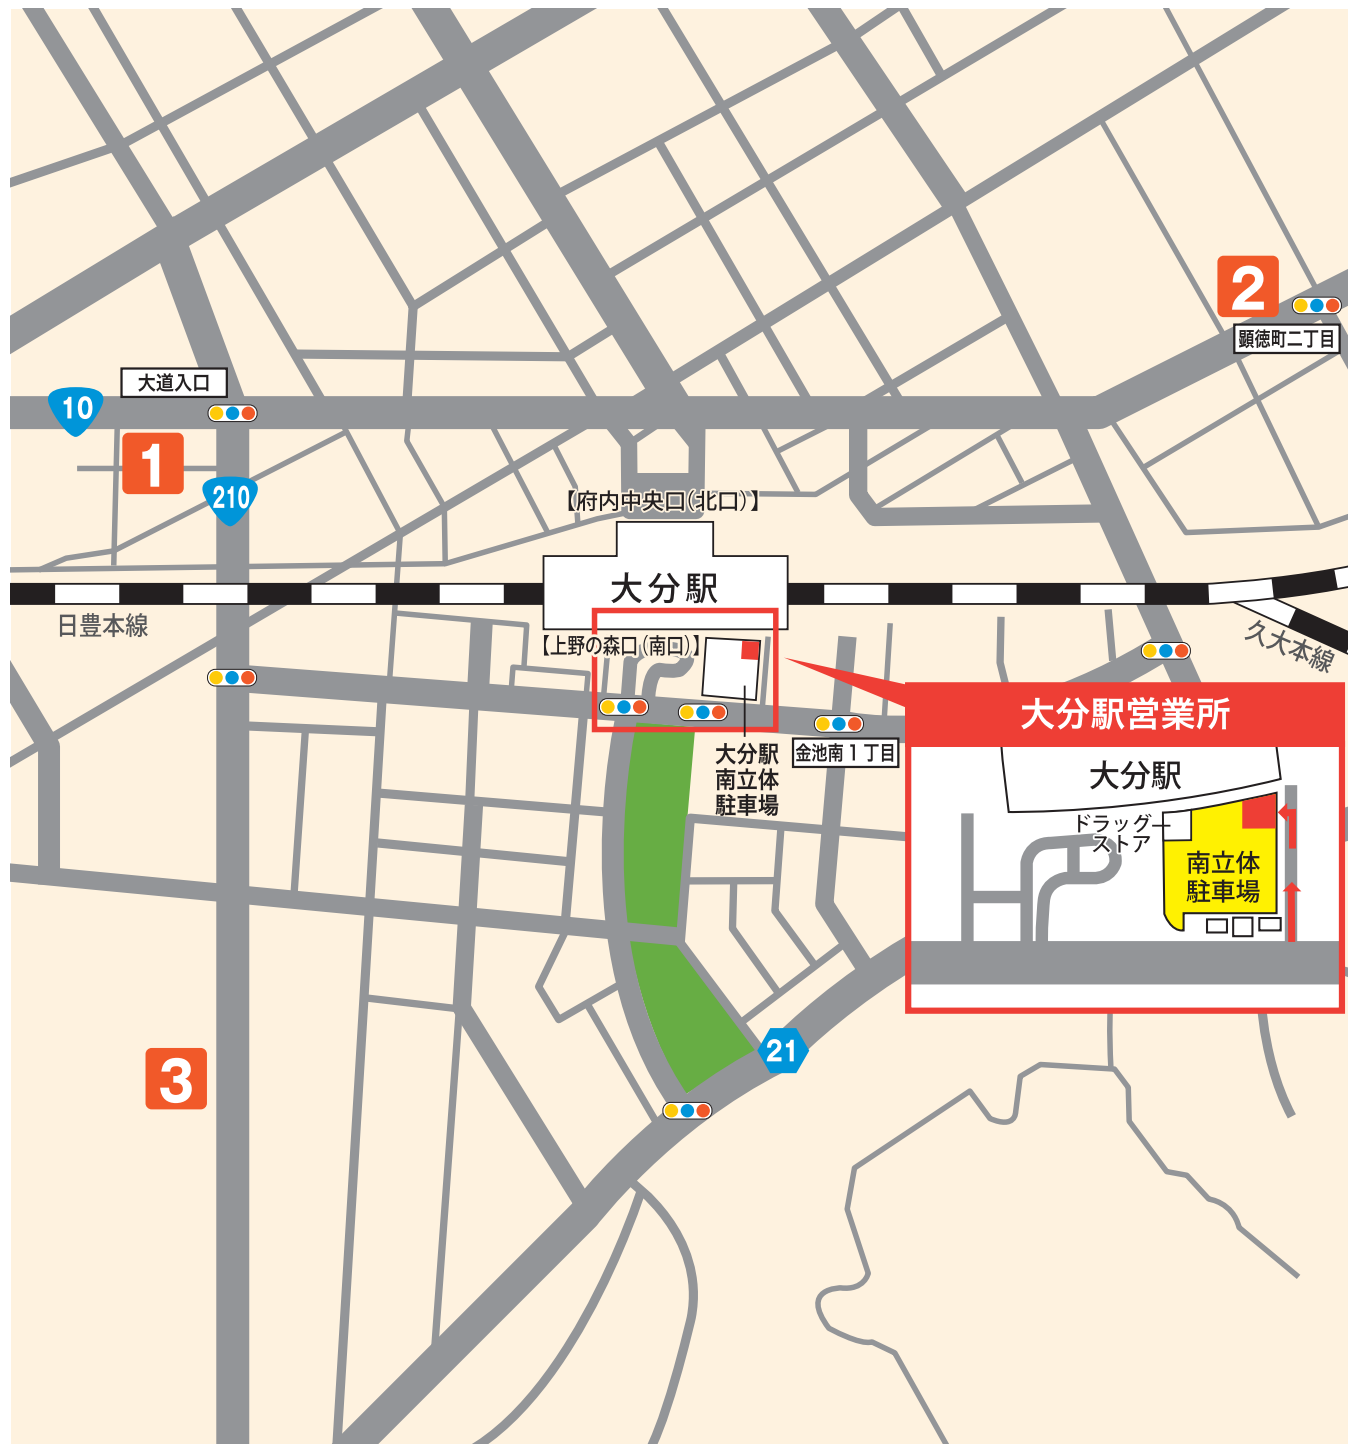 2
顕徳町二丁目
大道入口
10
1
210
【府内中央口(北口)】
大分駅
日豊本線
久大本線
【上野の森口(南口)】
大分駅
南立体
駐車場
金池南1丁目
大分駅営業所
大分駅
ドラッグ
ストア
南立体
駐車場
21
3